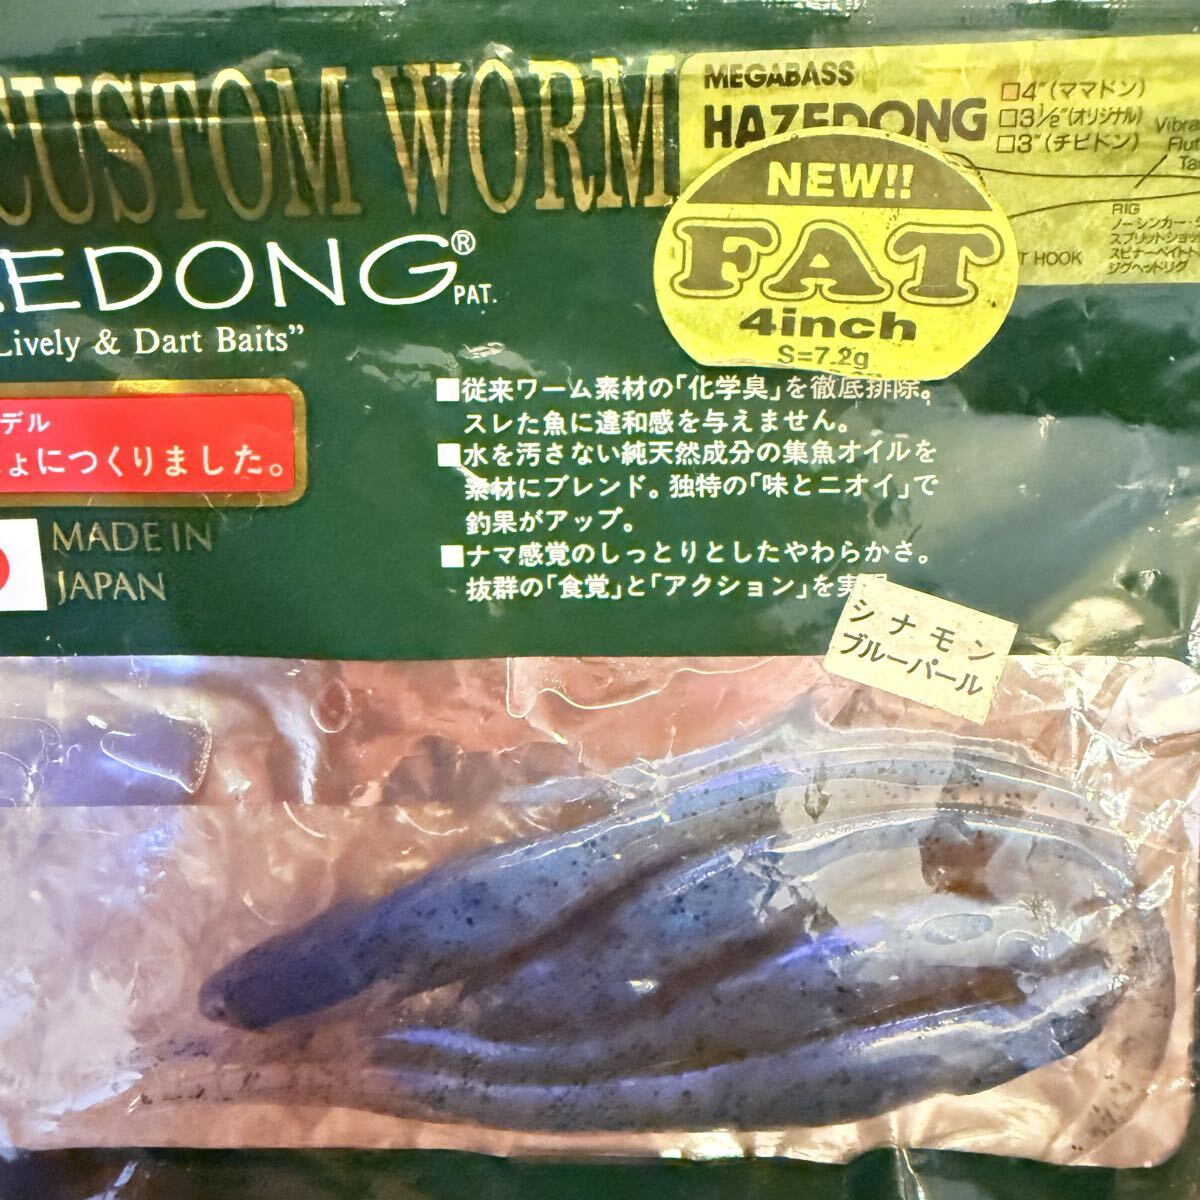 CUSTOM WORM
MEGABASS
HAZEDONG
□4"(ママドン)
□3½"(オリジナル)
□3"(チビドン)
NEW!!
FAT
4inch
S=7.2g
RIG
ノーシンカー・
スプリットショッ
スピナーベイトト
ジグヘッドリグ
T HOOK
EDONG®
PAT.
Lively & Dart Baits”
デル
ょにつくりました。
MADE IN
JAPAN
■従来ワーム素材の「化学臭」を徹底排除。
スレた魚に違和感を与えません。
■水を汚さない純天然成分の集魚オイルを
素材にブレンド。独特の「味とニオイ」で
釣果がアップ。
■ナマ感覚のしっとりとしたやわらかさ。
抜群の「食覚」と「アクション」を実
シナモン
ブルーパール